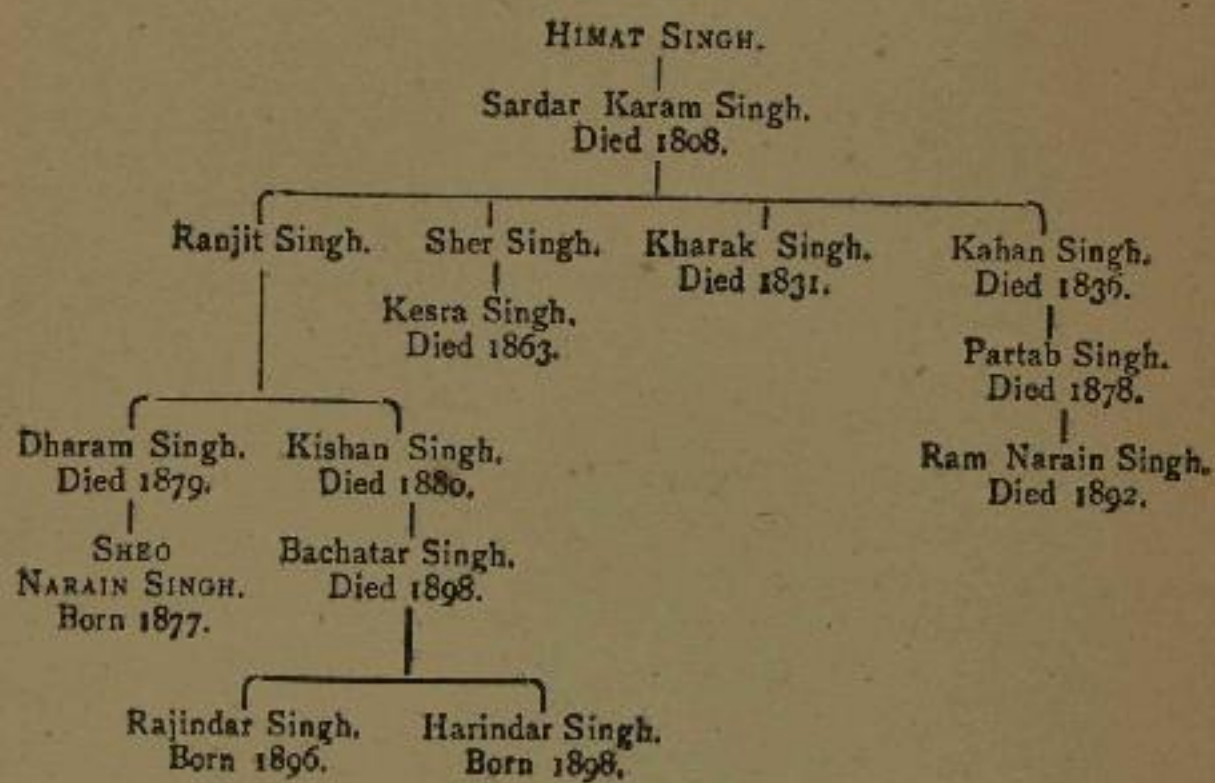 HIMAT SINGH.
Sardar Karam Singh.
Died 1808.
Ranjit Singh. Sher Singh. Kharak Singh. Kahan Singh.
Died 1831. Died 1836.
Kesra Singh.
Died 1863.
Partab Singh.
Died 1878.
Dharam Singh. Kishan Singh. Ram Narain Singh.
Died 1879. Died 1880. Died 1892.
SHEO Bachatar Singh.
NARAIN SINGH. Died 1898.
Born 1877.
Rajindar Singh. Harindar Singh.
Born 1896. Born 1898.